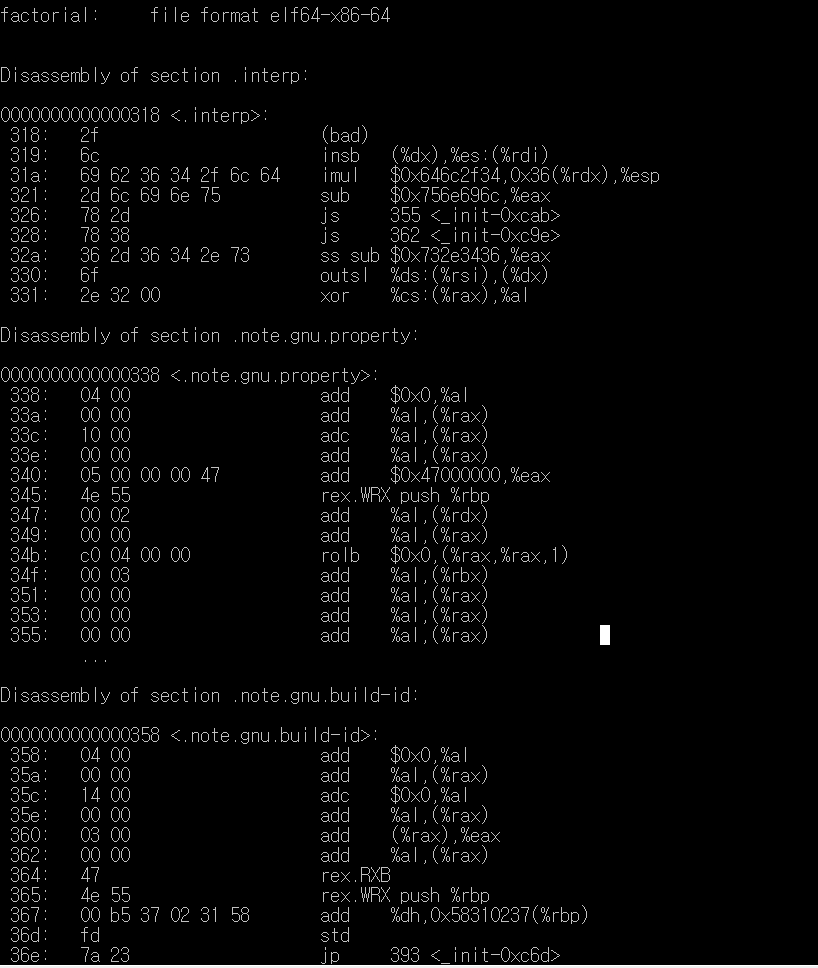 factorial:     file format elf64-x86-64
Disassembly of section .interp:
0000000000000318 <.interp>:
 318:   2f                      (bad)
 319:   6c                      insb   (%dx),%es:(%rdi)
 31a:   69 62 36 34 2f 6c 64    imul   $0x646c2f34,0x36(%rdx),%esp
 321:   2d 6c 69 6e 75          sub    $0x756e696c,%eax
 326:   78 2d                   js     355 <_init-0xcab>
 328:   78 38                   js     362 <_init-0xc9e>
 32a:   36 2d 36 34 2e 73       ss sub $0x732e3436,%eax
 330:   6f                      outsl  %ds:(%rsi),(%dx)
 331:   2e 32 00                xor    %cs:(%rax),%al
Disassembly of section .note.gnu.property:
0000000000000338 <.note.gnu.property>:
 338:   04 00                   add    $0x0,%al
 33a:   00 00                   add    %al,(%rax)
 33c:   10 00                   adc    %al,(%rax)
 33e:   00 00                   add    %al,(%rax)
 340:   05 00 00 00 47          add    $0x47000000,%eax
 345:   4e 55                   rex.WRX push %rbp
 347:   00 02                   add    %al,(%rdx)
 349:   00 00                   add    %al,(%rax)
 34b:   c0 04 00 00             rolb   $0x0,(%rax,%rax,1)
 34f:   00 03                   add    %al,(%rbx)
 351:   00 00                   add    %al,(%rax)
 353:   00 00                   add    %al,(%rax)
 355:   00 00                   add    %al,(%rax)
        ...
Disassembly of section .note.gnu.build-id:
0000000000000358 <.note.gnu.build-id>:
 358:   04 00                   add    $0x0,%al
 35a:   00 00                   add    %al,(%rax)
 35c:   14 00                   adc    $0x0,%al
 35e:   00 00                   add    %al,(%rax)
 360:   03 00                   add    (%rax),%eax
 362:   00 00                   add    %al,(%rax)
 364:   47                      rex.RXB
 365:   4e 55                   rex.WRX push %rbp
 367:   00 b5 37 02 31 58       add    %dh,0x58310237(%rbp)
 36d:   fd                      std
 36e:   7a 23                   jp     393 <_init-0xc6d>